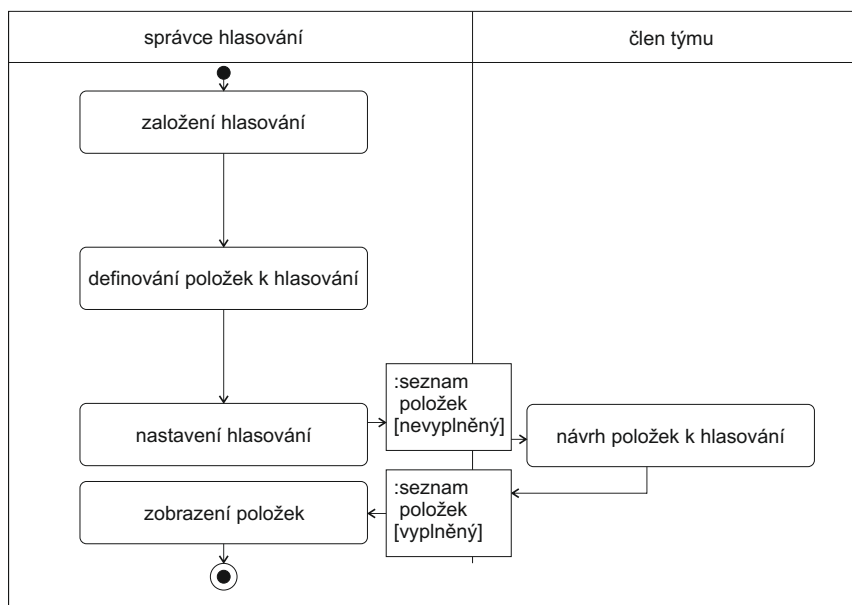 správce hlasování
člen týmu
založení hlasování
definování položek k hlasování
nastavení hlasování
:seznam
položek
[nevyplněný]
návrh položek k hlasování
:seznam
položek
[vyplněný]
zobrazení položek